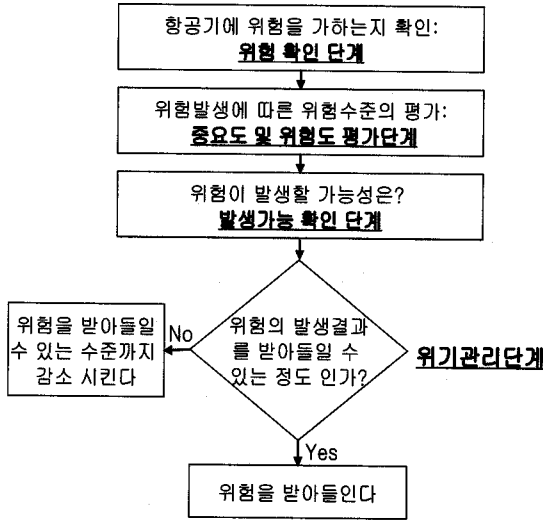 항공기에 위험을 가하는지 확인:
위험 확인 단계
위험발생에 따른 위험수준의 평가:
중요도 및 위험도 평가단계
위험이 발생할 가능성은?
발생가능 확인 단계
위험의 발생결과
를 받아들일 수
있는 정도 인가?
No
위험을 받아들일
수 있는 수준까지
감소 시킨다
위기관리단계
Yes
위험을 받아들인다